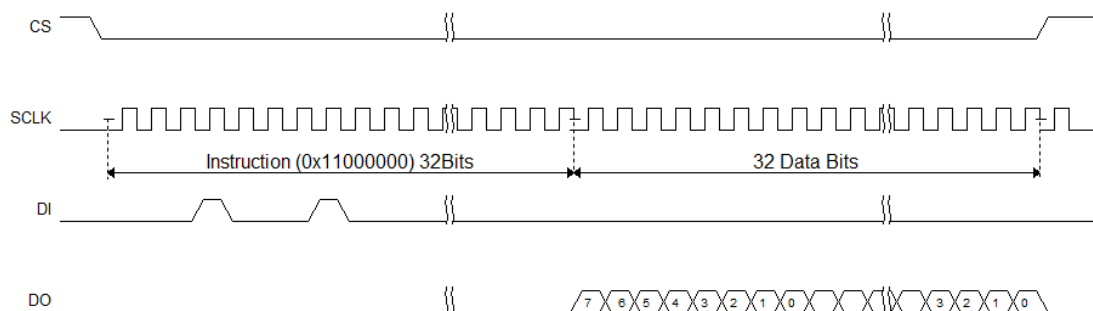 CS
SCLK
Instruction (0x11000000) 32Bits 32 Data Bits
DI
DO 7 6 5 4 3 2 1 0 3 2 1 0